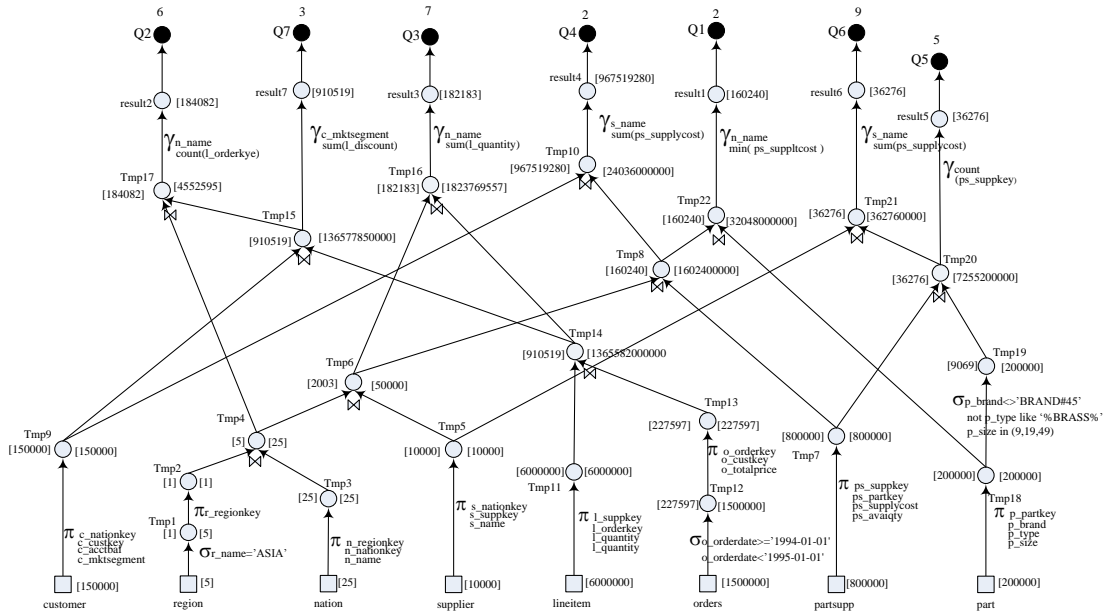 6 3 7 2 2 9
Q2 Q7 Q3 Q4 Q1 Q6 5
Q5
result2 [184082]
result7 [910519]
result3 [182183]
result4 [967519280]
result1 [160240]
result6 [36276]
result5 [36276]
γ n_name
count(l_orderkye)
γ c_mktsegment
sum(l_discount)
γ n_name
sum(l_quantity)
γ s_name
sum(ps_supplycost)
γ n_name
min( ps_suppltcost )
γ s_name
sum(ps_supplycost)
γ count
(ps_suppkey)
Tmp17
[184082] [4552595]
Tmp16
[182183] [1823769557]
Tmp10
[967519280] [24036000000]
Tmp15
[910519] [136577850000]
Tmp22
[160240] [32048000000]
Tmp21
[36276] [362760000]
Tmp8
[160240] [1602400000]
Tmp20
[36276] [7255200000]
Tmp14
[910519] [1365582000000]
Tmp6
[2003] [50000]
Tmp19
[9069] [200000]
σ p_brand<>'BRAND#45'
not p_type like '%BRASS%'
p_size in (9,19,49)
Tmp9
[150000] [150000]
Tmp4
[5] [25]
Tmp5
[10000] [10000]
Tmp13
[227597] [227597]
[800000] [800000]
Tmp7
Tmp2
[1] [1]
Tmp3
[25] [25]
[6000000] [6000000]
Tmp11
π o_orderkey
o_custkey
o_totalprice
[200000] [200000]
Tmp18
π r_regionkey
Tmp12
[227597] [1500000]
Tmp1
[1] [5]
π c_nationkey
c_custkey
c_acctbal
c_mktsegment
σ r_name='ASIA'
π n_regionkey
n_nationkey
n_name
π s_nationkey
s_suppkey
s_name
π l_suppkey
l_orderkey
l_quantity
l_quantity
σ o_orderdate>='1994-01-01'
o_orderdate<'1995-01-01'
π ps_suppkey
ps_partkey
ps_supplycost
ps_avaiqty
π p_partkey
p_brand
p_type
p_size
[150000] [5] [25] [10000] [6000000] [1500000] [800000] [200000]
customer region nation supplier lineitem orders partsupp part